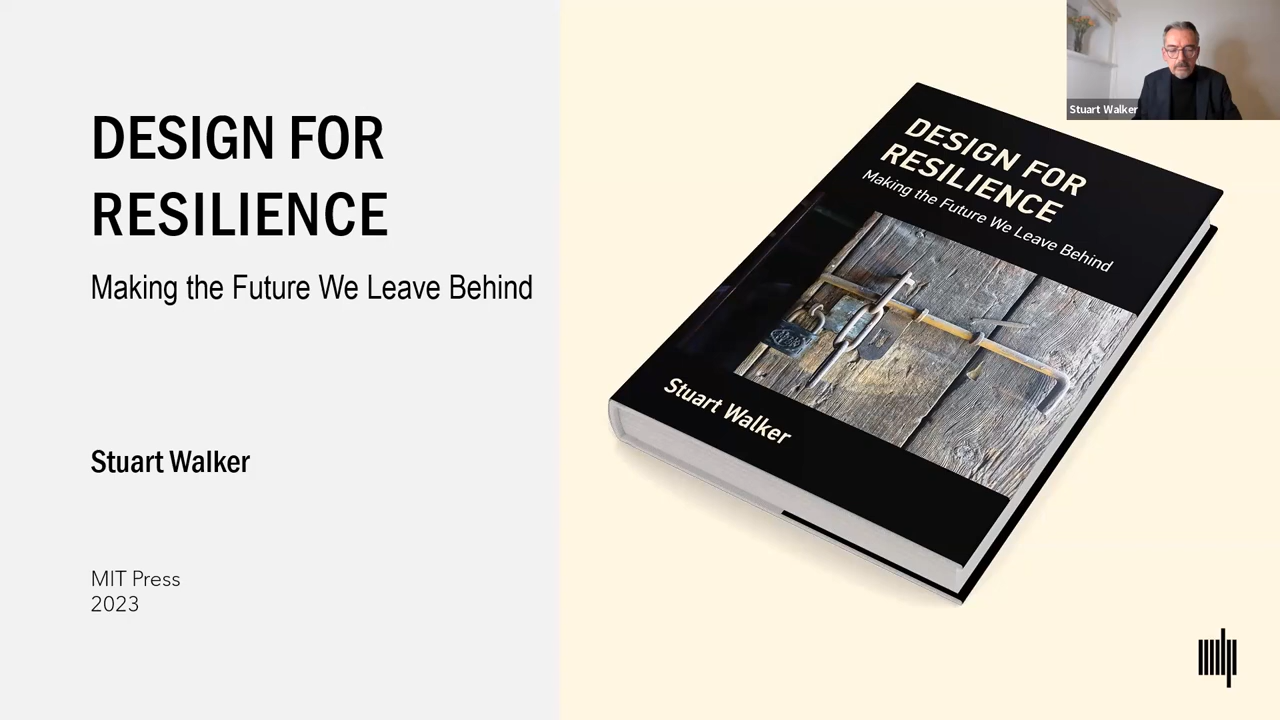 DESIGN FOR
RESILIENCE
Making the Future We Leave Behind
Stuart Walker
MIT Press
2023
DESIGN FOR
RESILIENCE
Making the Future We Leave Behind
Stuart Walker
Stuart Walker